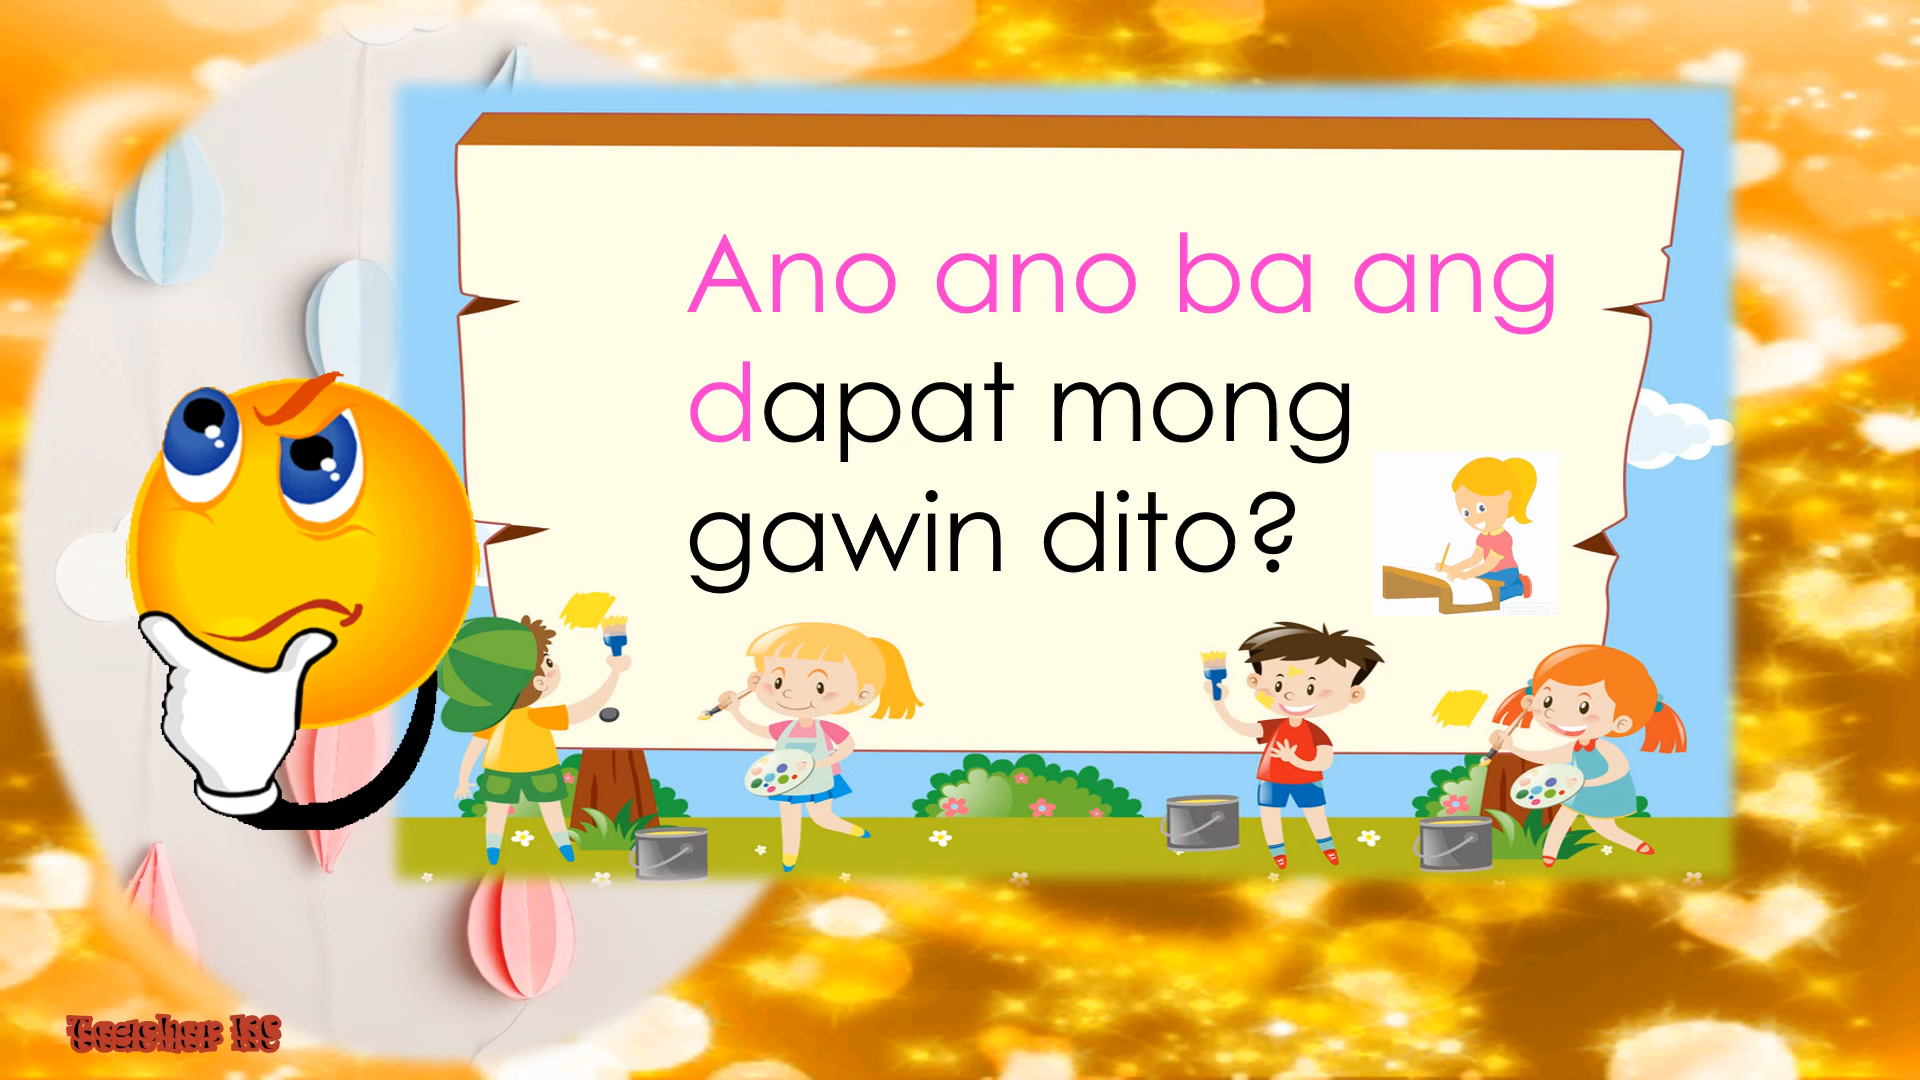 Ano ano ba ang
dapat mong
gawin dito?
Teacher KC